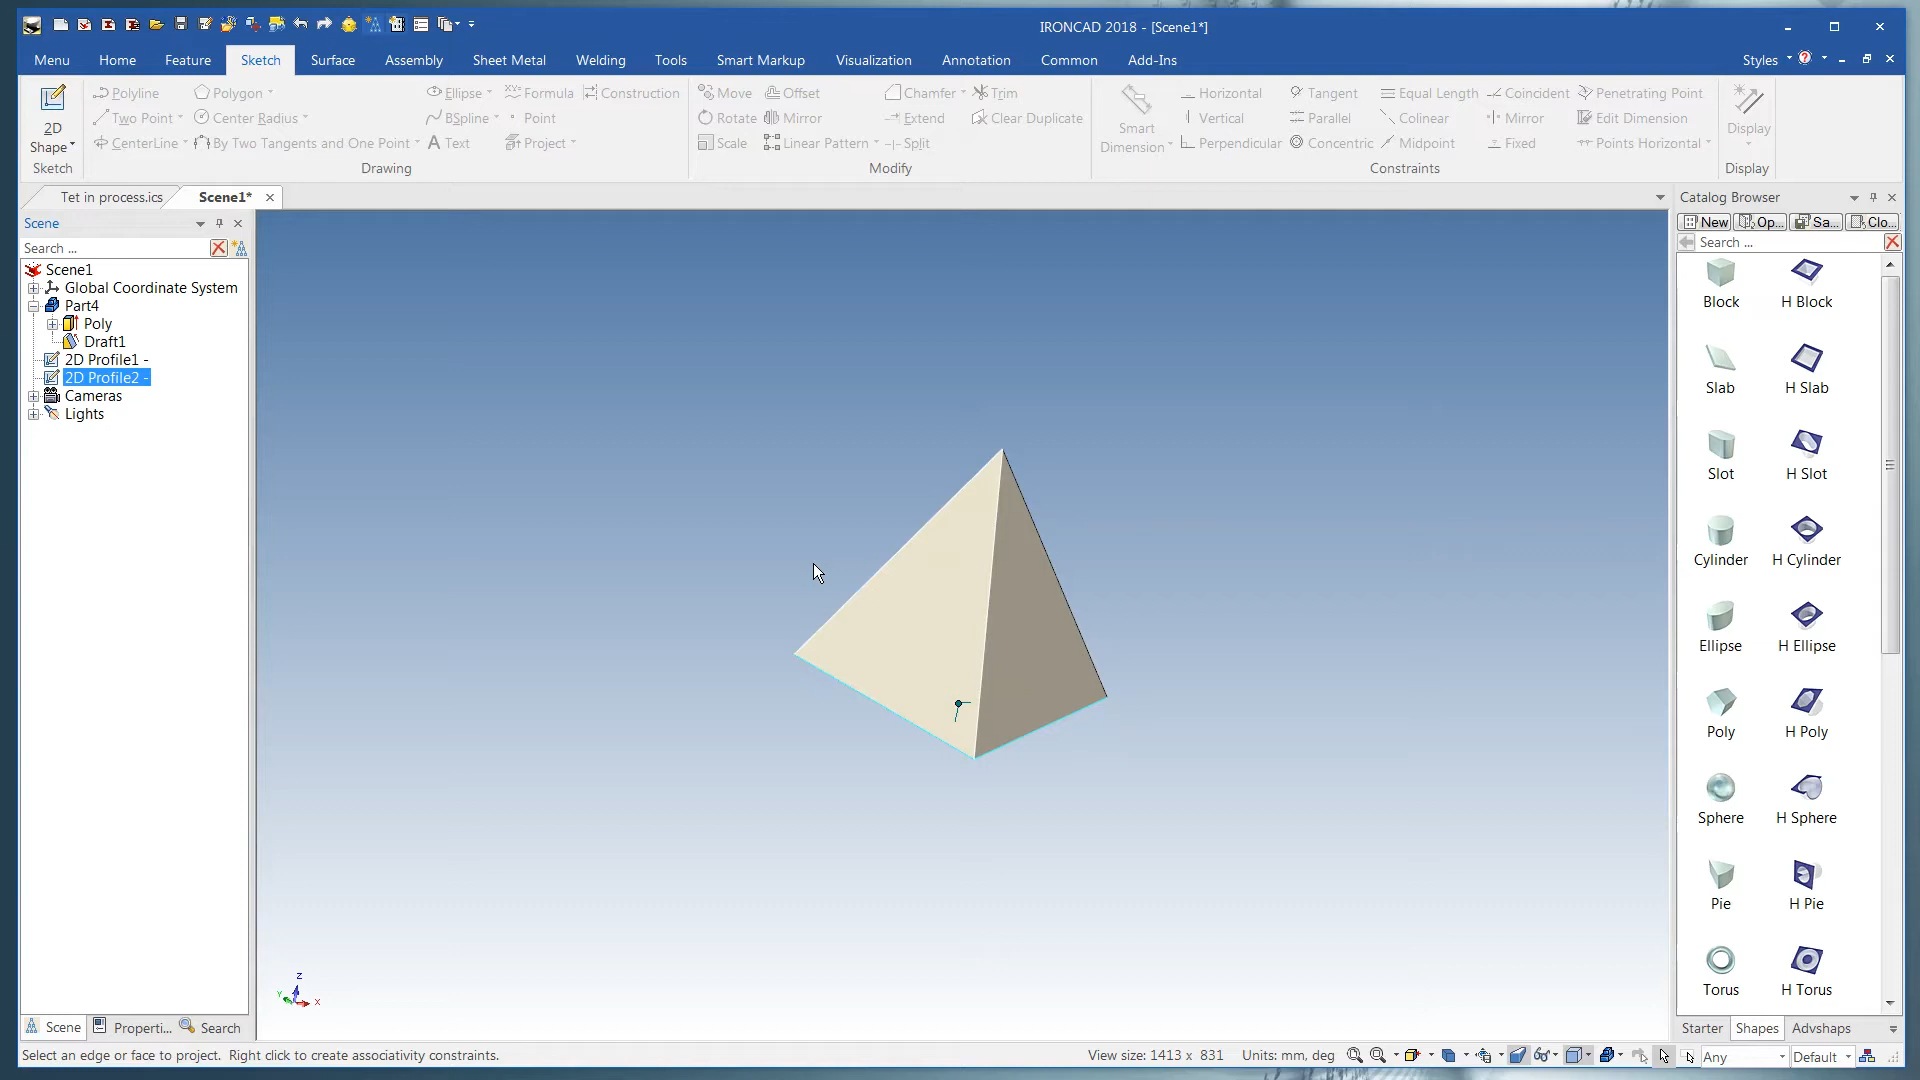 IRONCAD 2018 - [Scene1*]
Menu Home Feature Sketch Surface Assembly Sheet Metal Welding Tools Smart Markup Visualization Annotation Common Add-Ins Styles
Polyline Polygon Ellipse Formula Construction Move Offset Chamfer Trim Horizontal Tangent Equal Length Coincident Penetrating Point
2D Shape Two Point Center Radius BSpline Point Rotate Mirror Extend Clear Duplicate Smart Dimension Vertical Parallel Colinear Mirror Edit Dimension Display
CenterLine By Two Tangents and One Point Text Project Scale Linear Pattern Split Perpendicular Concentric Midpoint Fixed Points Horizontal
Sketch Drawing Modify Constraints Display
Tet in process.ics Scene1* Catalog Browser
Scene New Op... Sa... Clo...
Search ... Search ...
Scene1
Global Coordinate System
Part4
Poly
Draft1
2D Profile1 -
2D Profile2 -
Cameras
Lights
Block H Block
Slab H Slab
Slot H Slot
Cylinder H Cylinder
Ellipse H Ellipse
Poly H Poly
Sphere H Sphere
Pie H Pie
Torus H Torus
Z
Y X
Scene Properti... Search Starter Shapes Advshaps
Select an edge or face to project. Right click to create associativity constraints. View size: 1413 x 831 Units: mm, deg Any Default